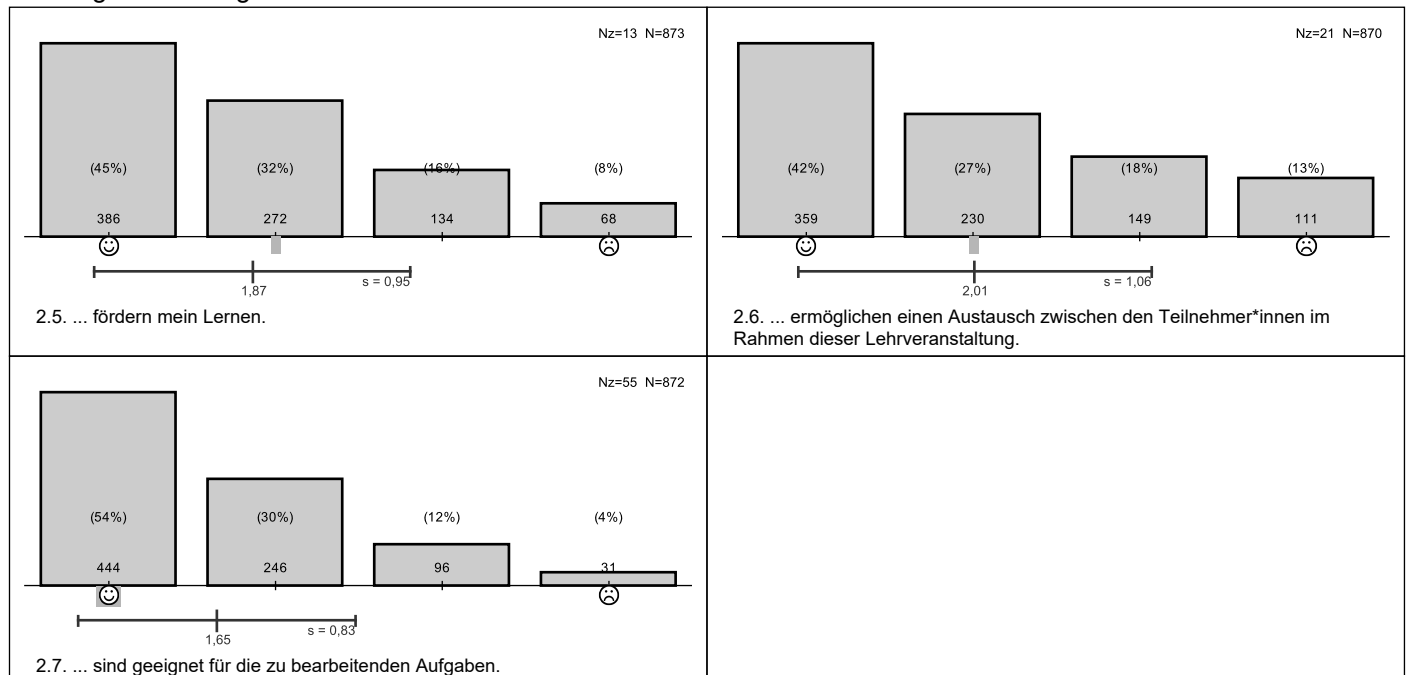 Nz=13 N=873
(45%) (32%) (16%) (8%)
386 272 134 68
1,87 s = 0,95
2.5. ... fördern mein Lernen.
Nz=21 N=870
(42%) (27%) (18%) (13%)
359 230 149 111
2,01 s = 1,06
2.6. ... ermöglichen einen Austausch zwischen den Teilnehmer*innen im
Rahmen dieser Lehrveranstaltung.
Nz=55 N=872
(54%) (30%) (12%) (4%)
444 246 96 31
1,65 s = 0,83
2.7. ... sind geeignet für die zu bearbeitenden Aufgaben.